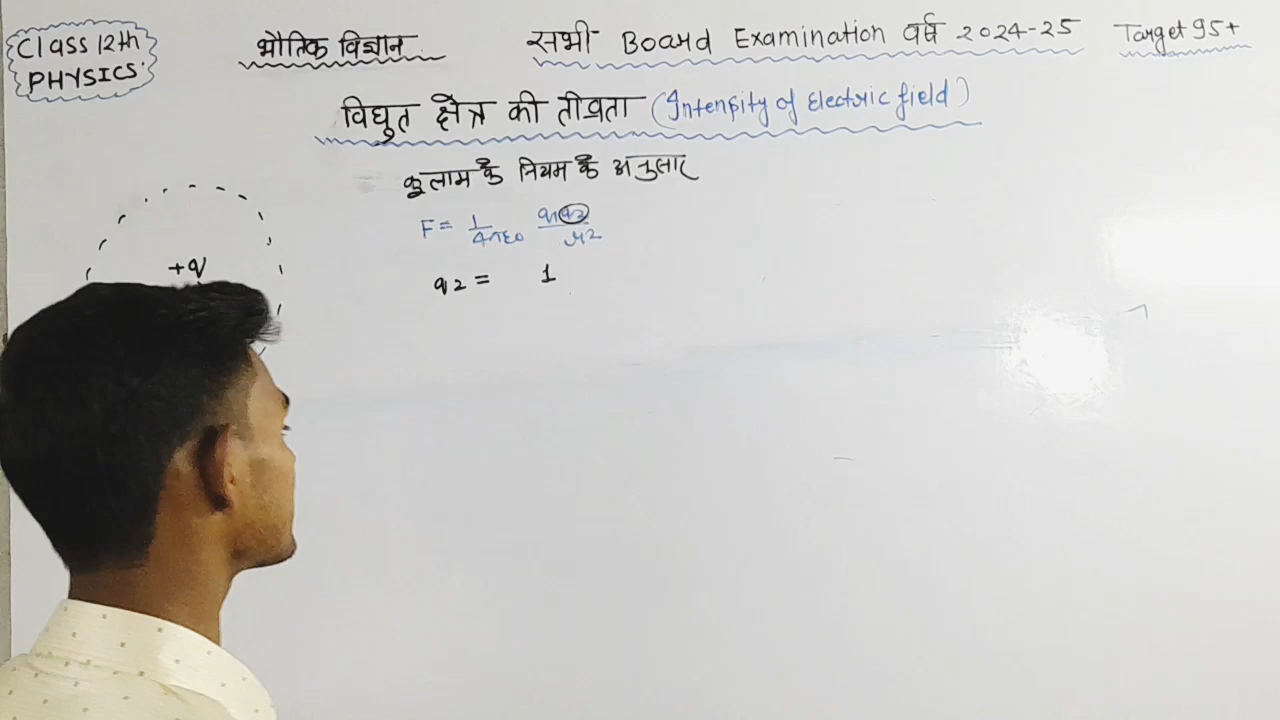 Class 12th
PHYSICS
भौतिक विज्ञान
सभी Board Examination वर्ष 2024-25
Target 95+
विद्युत क्षेत्र की तीव्रता (Intensity of Electric field)
कूलाम के नियम के अनुसार
F = 1/4πε0 q1q2/r2
+q
q2 = 1